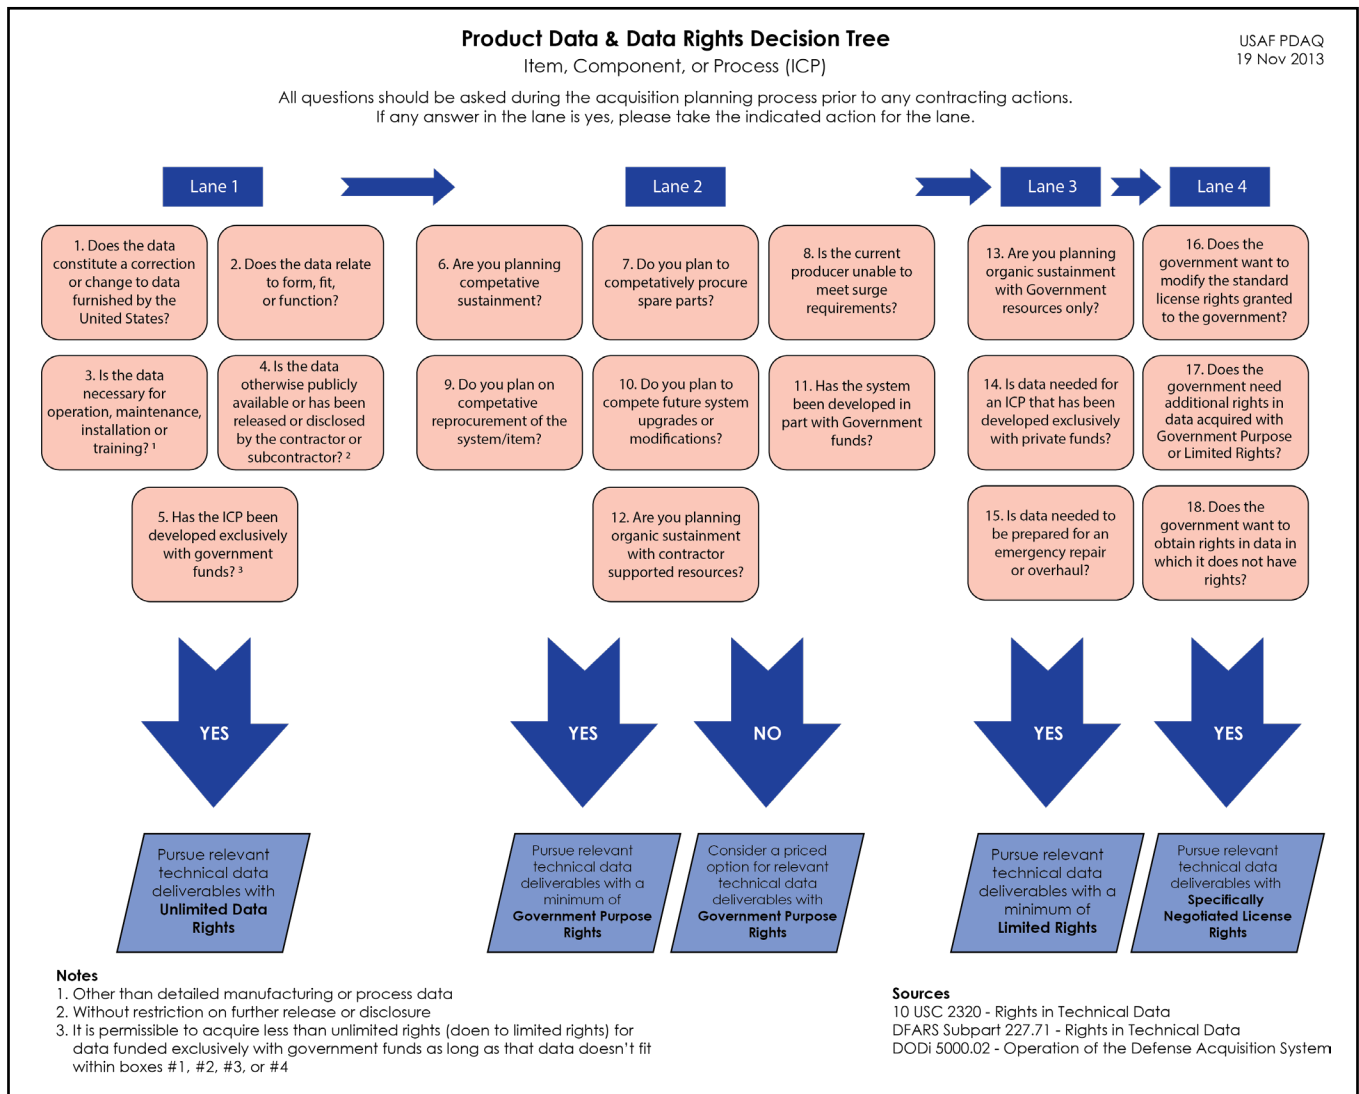 Product Data & Data Rights Decision Tree
Item, Component, or Process (ICP)
USAF PDAQ
19 Nov 2013
All questions should be asked during the acquisition planning process prior to any contracting actions.
If any answer in the lane is yes, please take the indicated action for the lane.
Lane 1
Lane 2
Lane 3
Lane 4
1. Does the data
constitute a correction
or change to data
furnished by the
United States?
2. Does the data relate
to form, fit,
or function?
3. Is the data
necessary for
operation, maintenance,
installation or
training? ¹
4. Is the data
otherwise publicly
available or has been
released or disclosed
by the contractor or
subcontractor? ²
5. Has the ICP been
developed exclusively
with government
funds? ³
6. Are you planning
competative
sustainment?
7. Do you plan to
competatively procure
spare parts?
8. Is the current
producer unable to
meet surge
requirements?
9. Do you plan on
competative
reprocurement of the
system/item?
10. Do you plan to
compete future system
upgrades or
modifications?
11. Has the system
been developed in
part with Government
funds?
12. Are you planning
organic sustainment
with contractor
supported resources?
13. Are you planning
organic sustainment
with Government
resources only?
14. Is data needed for
an ICP that has been
developed exclusively
with private funds?
15. Is data needed to
be prepared for an
emergency repair
or overhaul?
16. Does the
government want to
modify the standard
license rights granted
to the government?
17. Does the
government need
additional rights in
data acquired with
Government Purpose
or Limited Rights?
18. Does the
government want to
obtain rights in data in
which it does not have
rights?
YES
YES
NO
YES
YES
Pursue relevant
technical data
deliverables with
Unlimited Data
Rights
Pursue relevant
technical data
deliverables with a
minimum of
Government Purpose
Rights
Consider a priced
option for relevant
technical data
deliverables with
Government Purpose
Rights
Pursue relevant
technical data
deliverables with a
minimum of
Limited Rights
Pursue relevant
technical data
deliverables with
Specifically
Negotiated License
Rights
Notes
1. Other than detailed manufacturing or process data
2. Without restriction on further release or disclosure
3. It is permissible to acquire less than unlimited rights (doen to limited rights) for
data funded exclusively with government funds as long as that data doesn't fit
within boxes #1, #2, #3, or #4
Sources
10 USC 2320 - Rights in Technical Data
DFARS Subpart 227.71 - Rights in Technical Data
DODi 5000.02 - Operation of the Defense Acquisition System